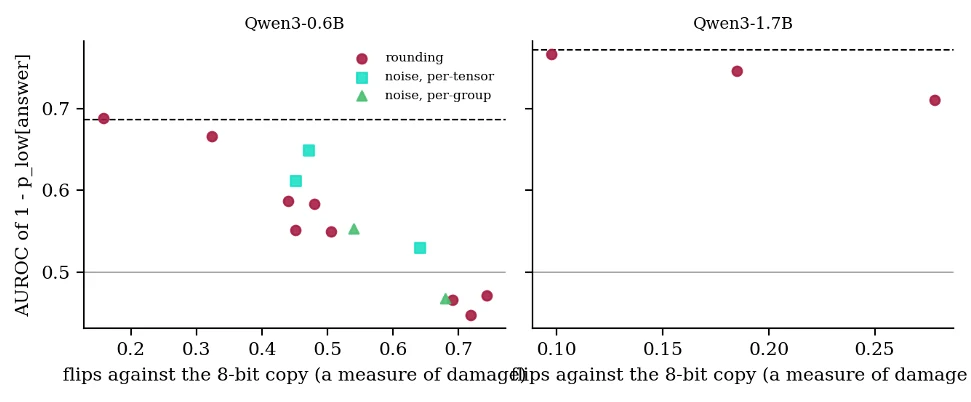 Qwen3-0.6B
Qwen3-1.7B
AUROC of 1 - p_low[answer]
0.7
0.6
0.5
rounding
noise, per-tensor
noise, per-group
0.2 0.3 0.4 0.5 0.6 0.7
0.10 0.15 0.20 0.25
flips against the 8-bit copy (a measure of damage)
flips against the 8-bit copy (a measure of damage